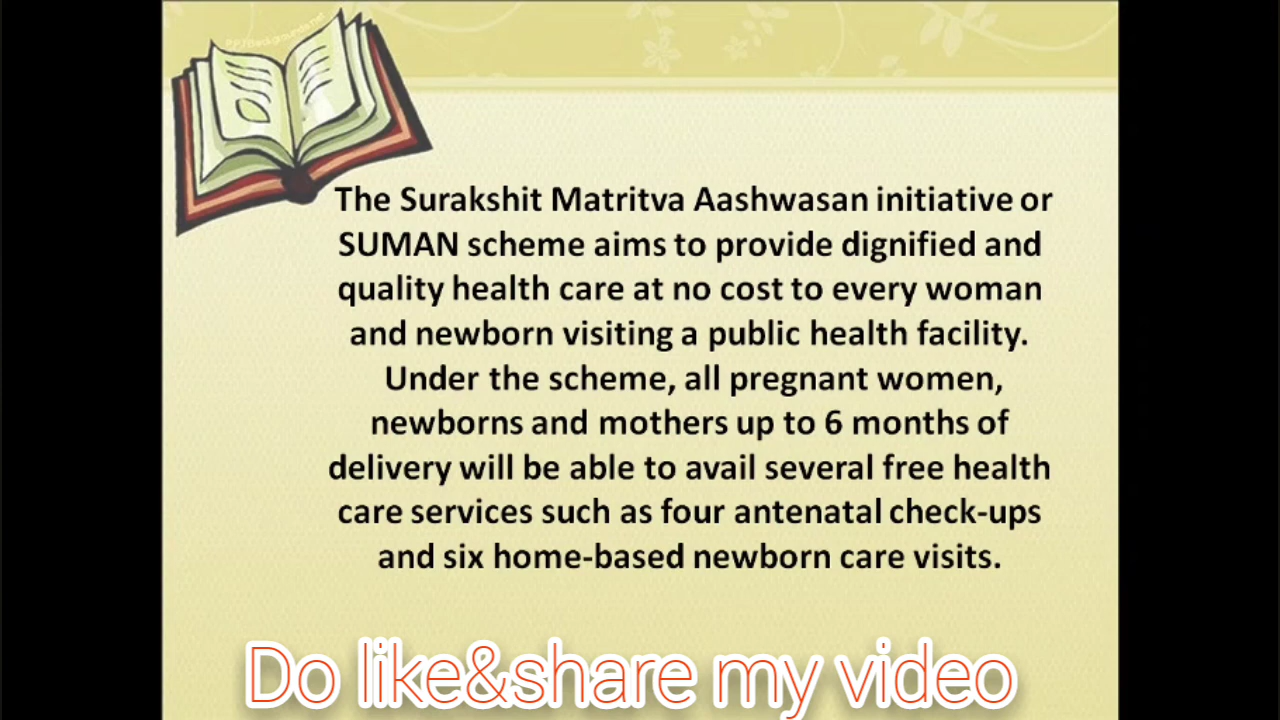 PPTBackgrounds.net
The Surakshit Matritva Aashwasan initiative or
SUMAN scheme aims to provide dignified and
quality health care at no cost to every woman
and newborn visiting a public health facility.
Under the scheme, all pregnant women,
newborns and mothers up to 6 months of
delivery will be able to avail several free health
care services such as four antenatal check-ups
and six home-based newborn care visits.
Do like&share my video